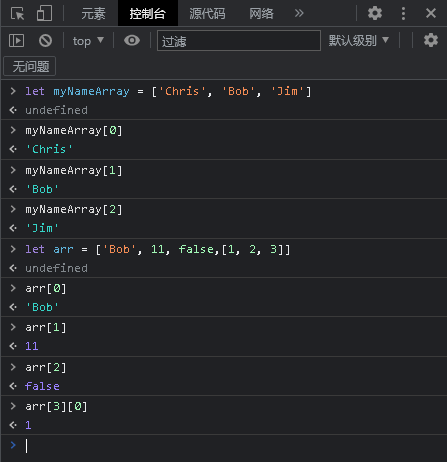 元素 控制台 源代码 网络 »
top ▼ 过滤 默认级别 ▼
无问题
> let myNameArray = ['Chris', 'Bob', 'Jim']
undefined
> myNameArray[0]
'Chris'
> myNameArray[1]
'Bob'
> myNameArray[2]
'Jim'
> let arr = ['Bob', 11, false,[1, 2, 3]]
undefined
> arr[0]
'Bob'
> arr[1]
11
> arr[2]
false
> arr[3][0]
1
>